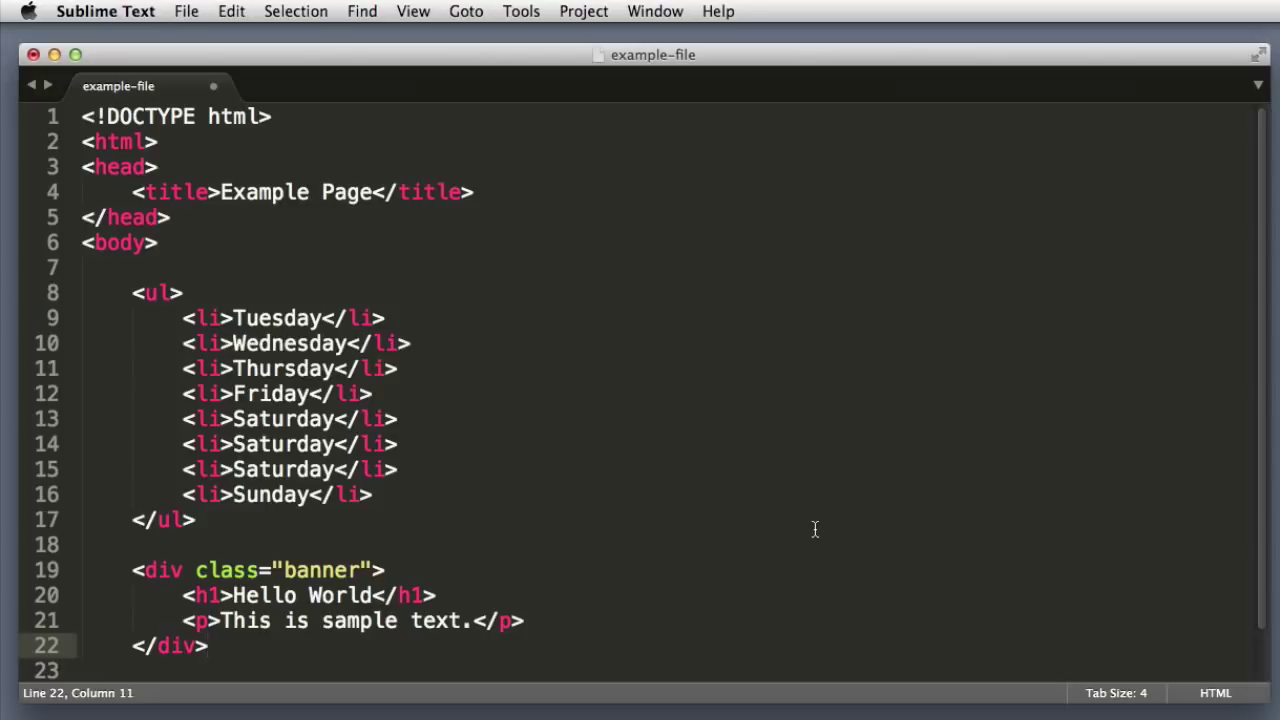 Sublime Text File Edit Selection Find View Goto Tools Project Window Help
example-file
example-file
1 <!DOCTYPE html>
2 <html>
3 <head>
4 <title>Example Page</title>
5 </head>
6 <body>
7
8 <ul>
9 <li>Tuesday</li>
10 <li>Wednesday</li>
11 <li>Thursday</li>
12 <li>Friday</li>
13 <li>Saturday</li>
14 <li>Saturday</li>
15 <li>Saturday</li>
16 <li>Sunday</li>
17 </ul>
18
19 <div class="banner">
20 <h1>Hello World</h1>
21 <p>This is sample text.</p>
22 </div>
23
Line 22, Column 11 Tab Size: 4 HTML